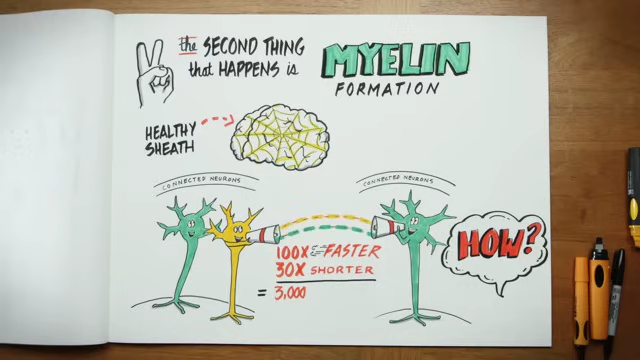 the SECOND THING
that HAPPENS is
MYELIN
FORMATION
HEALTHY
SHEATH
CONNECTED NEURONS
CONNECTED NEURONS
100X FASTER
30X SHORTER
= 3,000
HOW?